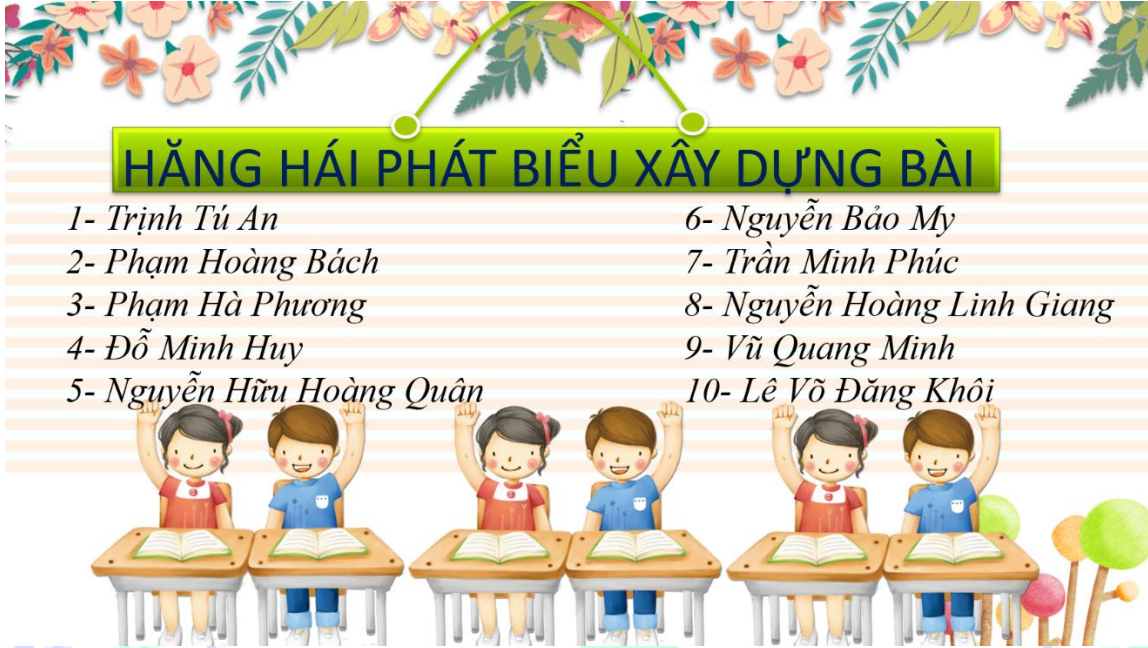 HĂNG HÁI PHÁT BIỂU XÂY DỰNG BÀI
1- Trịnh Tú An
2- Phạm Hoàng Bách
3- Phạm Hà Phương
4- Đỗ Minh Huy
5- Nguyễn Hữu Hoàng Quân
6- Nguyễn Bảo My
7- Trần Minh Phúc
8- Nguyễn Hoàng Linh Giang
9- Vũ Quang Minh
10- Lê Võ Đăng Khôi